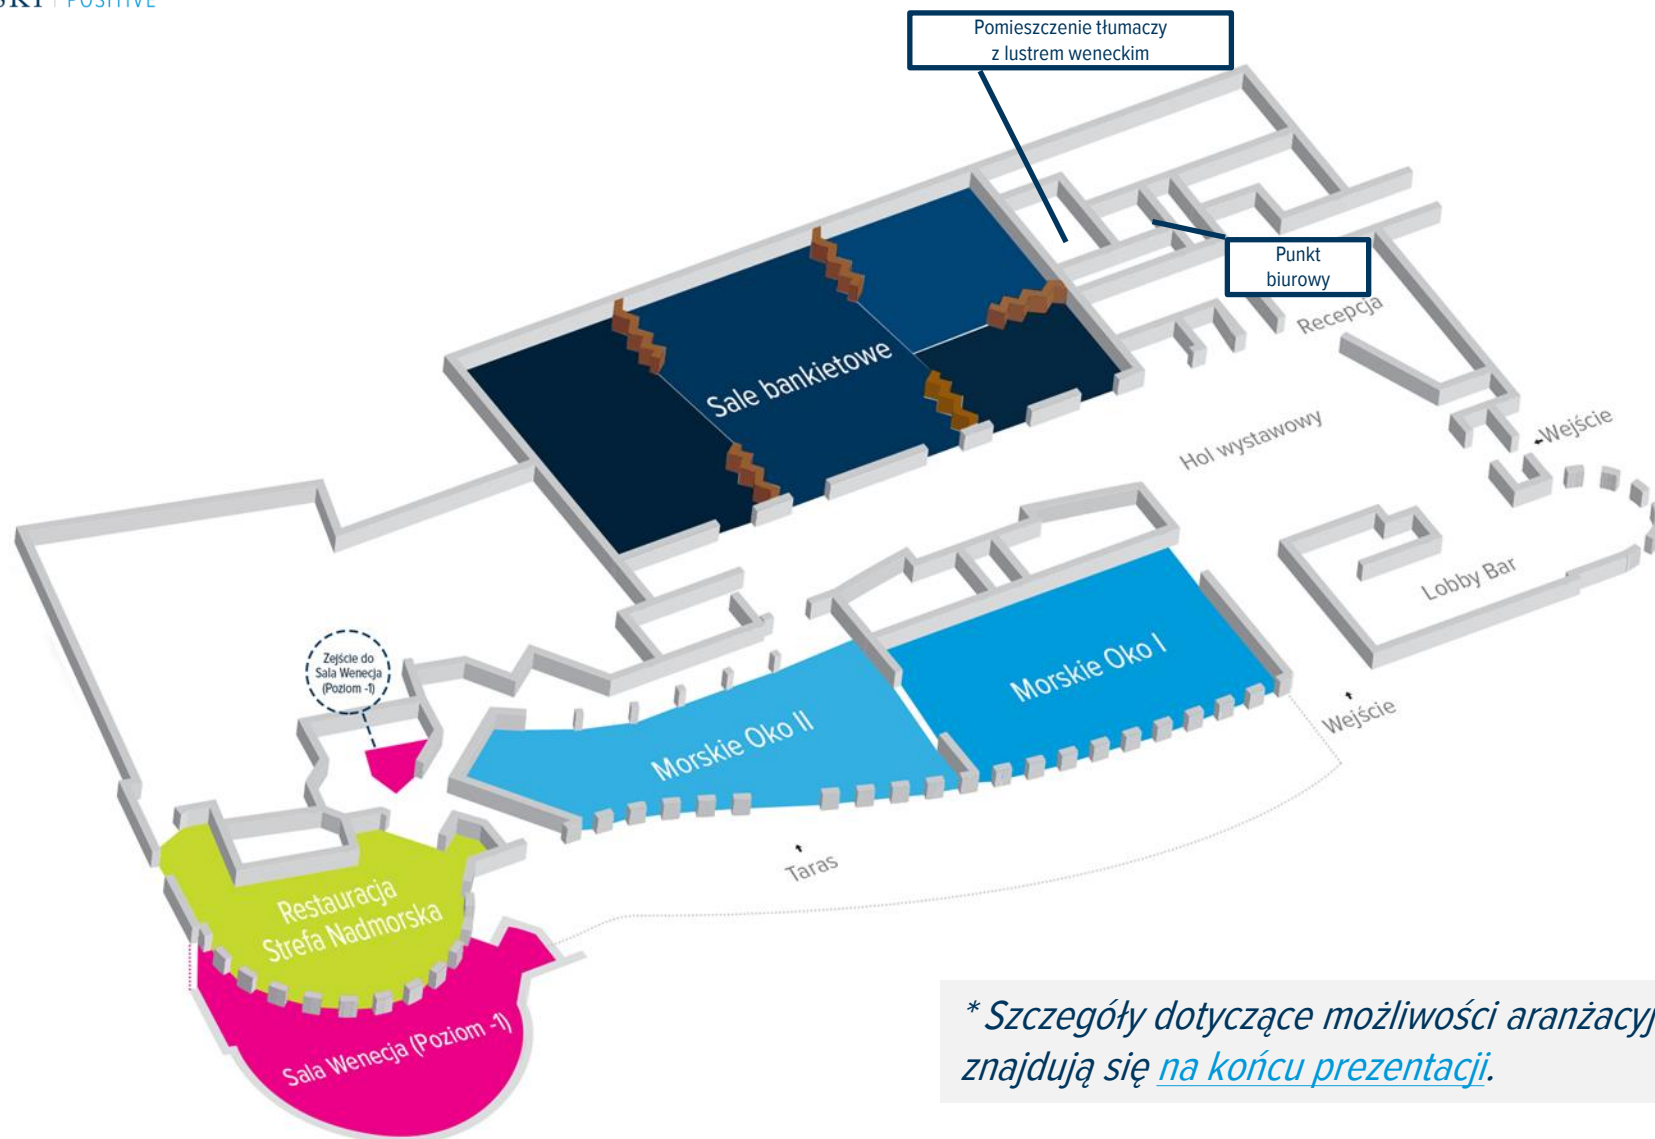 POSITIVE
Pomieszczenie tłumaczy
z lustrem weneckim
Punkt
biurowy
Recepcja
Sale bankietowe
Hol wystawowy
Wejście
Lobby Bar
Zejście do
Sala Wenecja
(Poziom -1)
Morskie Oko I
Morskie Oko II
Wejście
Taras
Restauracja
Strefa Nadmorska
Sala Wenecja (Poziom -1)
* Szczegóły dotyczące możliwości aranżacyj
znajdują się na końcu prezentacji.